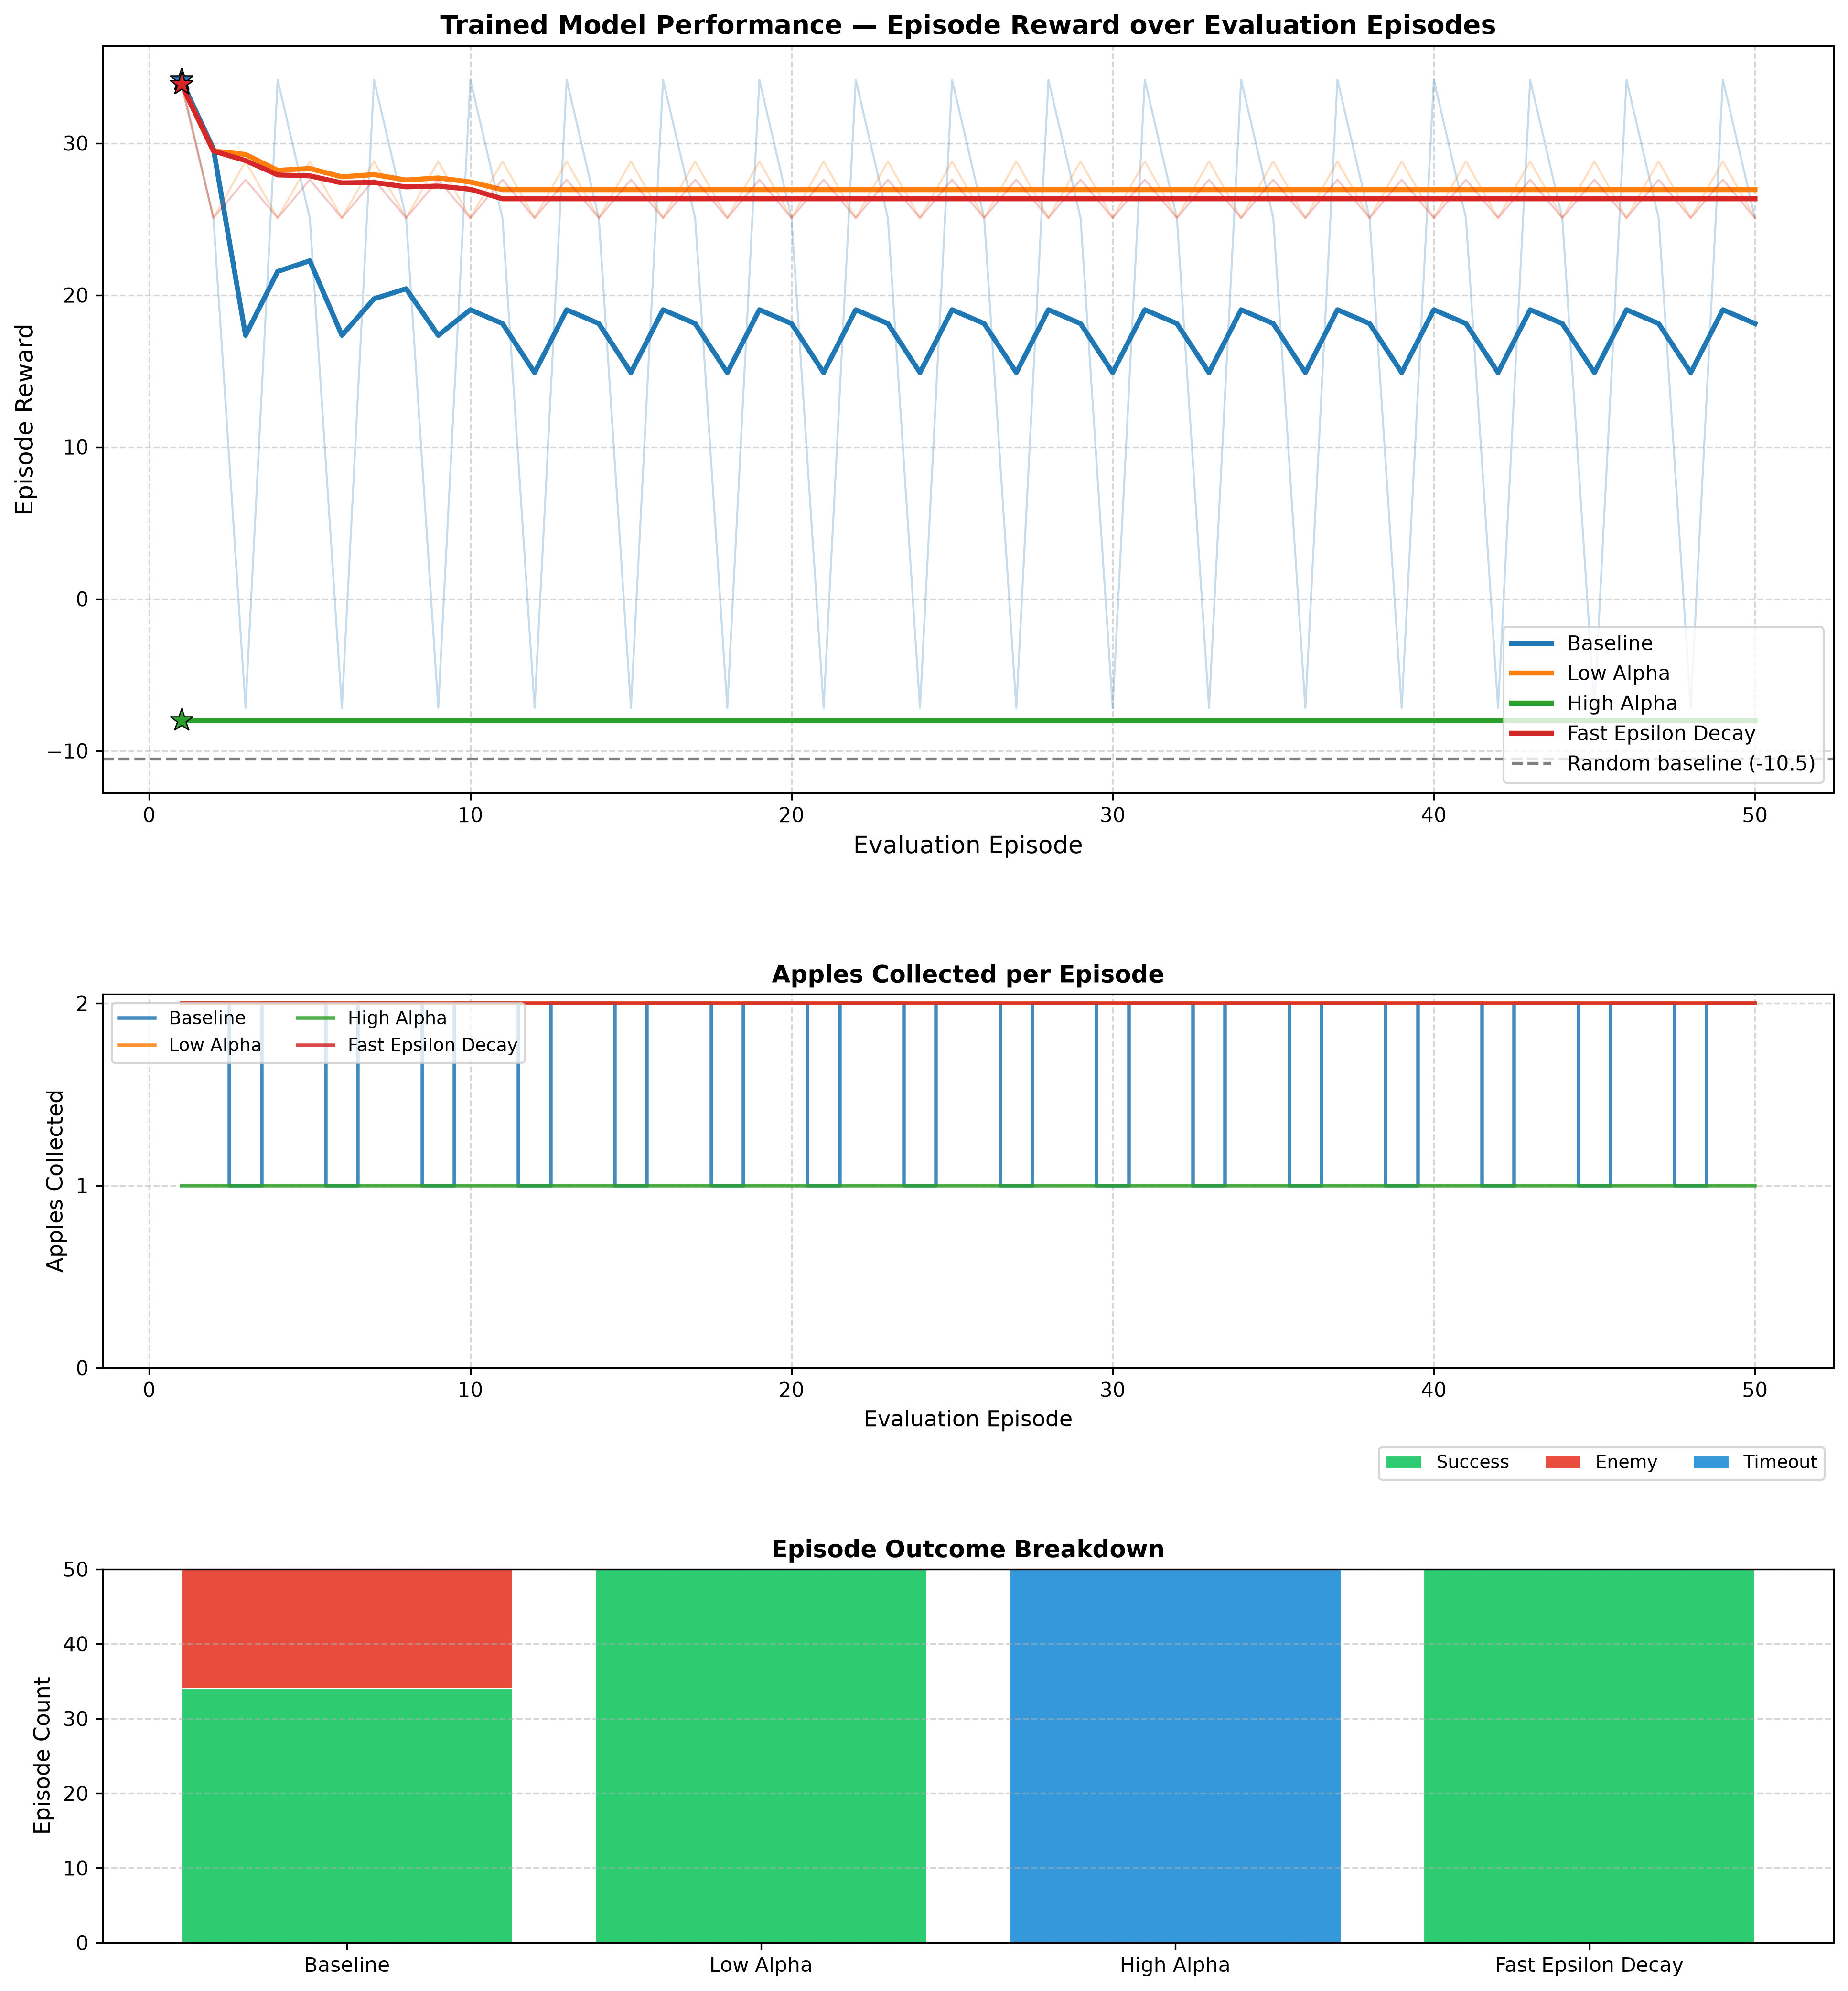 Trained Model Performance — Episode Reward over Evaluation Episodes
Episode Reward
30
20
10
0
−10
Baseline
Low Alpha
High Alpha
Fast Epsilon Decay
Random baseline (-10.5)
0 10 20 30 40 50
Evaluation Episode
Apples Collected per Episode
Apples Collected
2
1
0
Baseline High Alpha
Low Alpha Fast Epsilon Decay
0 10 20 30 40 50
Evaluation Episode
Success Enemy Timeout
Episode Outcome Breakdown
Episode Count
50
40
30
20
10
0
Baseline Low Alpha High Alpha Fast Epsilon Decay